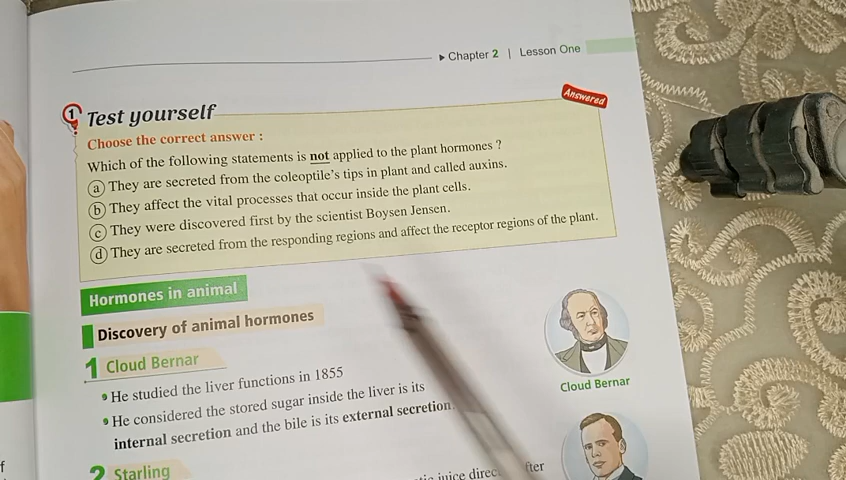 ▶ Chapter 2 | Lesson One
1 Test yourself
Answered
Choose the correct answer :
Which of the following statements is not applied to the plant hormones ?
a They are secreted from the coleoptile's tips in plant and called auxins.
b They affect the vital processes that occur inside the plant cells.
c They were discovered first by the scientist Boysen Jensen.
d They are secreted from the responding regions and affect the receptor regions of the plant.
Hormones in animal
Discovery of animal hormones
1 Cloud Bernar
• He studied the liver functions in 1855
• He considered the stored sugar inside the liver is its
internal secretion and the bile is its external secretion.
Cloud Bernar
2 Starling
juice